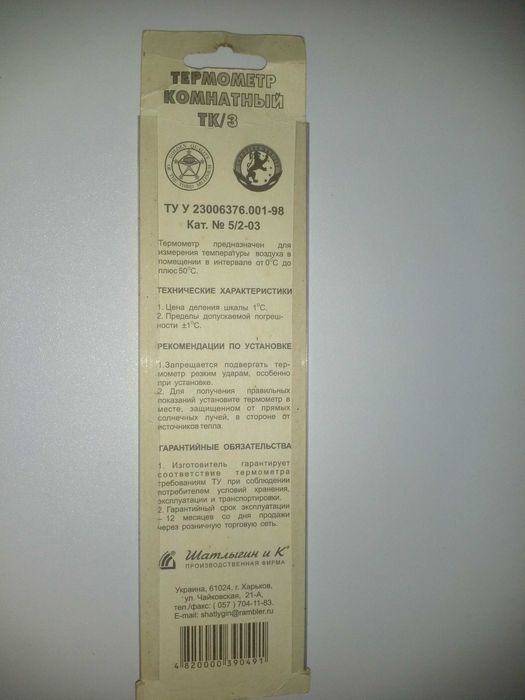 ТЕРМОМЕТР
КОМНАТНЫЙ
ТК/3
ТУ У 23006376.001-98
Кат. № 5/2-03
Термометр предназначен для
измерения температуры воздуха в
помещении в интервале от 0°С до
плюс 50°С.
ТЕХНИЧЕСКИЕ ХАРАКТЕРИСТИКИ
1. Цена деления шкалы 1°С.
2. Пределы допускаемой погреш-
ности ±1°С.
РЕКОМЕНДАЦИИ ПО УСТАНОВКЕ
1.Запрещается подвергать тер-
мометр резким ударам, особенно
при установке.
2. Для получения правильных
показаний установите термометр в
месте, защищенном от прямых
солнечных лучей, в стороне от
источников тепла.
ГАРАНТИЙНЫЕ ОБЯЗАТЕЛЬСТВА
1. Изготовитель гарантирует
соответствие термометра
требованиям ТУ при соблюдении
потребителем условий хранения,
эксплуатации и транспортировки.
2. Гарантийный срок эксплуатации
– 12 месяцев со дня продажи
через розничную торговую сеть.
Шатлыгин и К°
ПРОИЗВОДСТВЕННАЯ ФИРМА
Украина, 61024, г. Харьков,
ул. Чайковская, 21-А,
тел./факс: ( 057 ) 704-11-83.
E-mail: shatlygin@rambler.ru
4 820000 390491